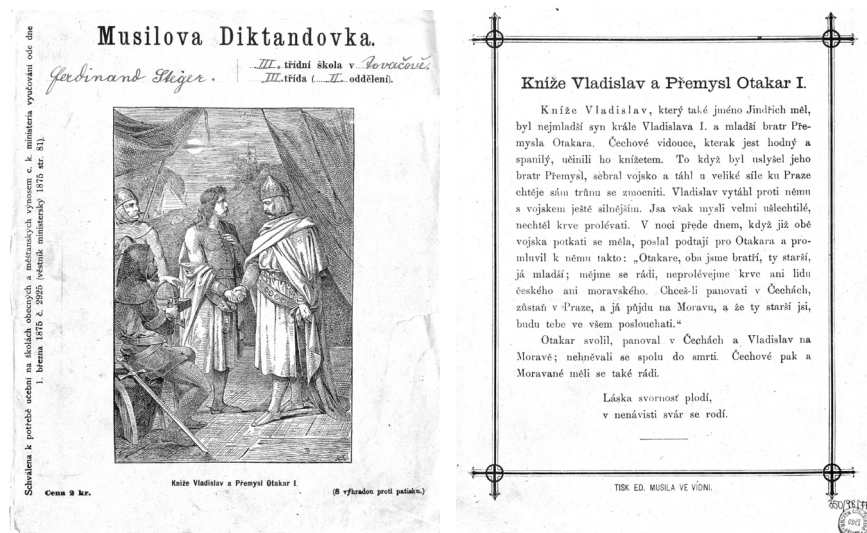 Musilova Diktandovka.
Ferdinand Steger.
III. třídní škola v Tovačově.
III. třída (II. oddělení).
Schválena k potřebě učební na školách obecných a měšťanských výnosem c. k. ministeria vyučování ode dne
1. března 1875 č. 2925 (věstník ministerský 1875 str. 81).
Kníže Vladislav a Přemysl Otakar I.
Cena 2 kr.
(S výhradou proti patisku.)
Kníže Vladislav a Přemysl Otakar I.
Kníže Vladislav, který také jméno Jindřich měl,
byl nejmladší syn krále Vladislava I. a mladší bratr Pře-
mysla Otakara. Čechové vidouce, kterak jest hodný a
spanilý, učinili ho knížetem. To když byl uslyšel jeho
bratr Přemysl, sebral vojsko a táhl u veliké síle ku Praze
chtěje sám trůnu se zmocniti. Vladislav vytáhl proti němu
s vojskem ještě silnějším. Jsa však mysli velmi ušlechtilé,
nechtěl krve prolévati. V noci přede dnem, když již obě
vojska potkati se měla, poslal podtají pro Otakara a pro-
mluvil k němu takto: „Otakare, oba jsme bratří, ty starší,
já mladší; mějme se rádi, neprolévejme krve ani lidu
českého ani moravského. Chceš-li panovati v Čechách,
zůstaň v Praze, a já půjdu na Moravu, a že ty starší jsi,
budu tebe ve všem poslouchati.“
Otakar svolil, panoval v Čechách a Vladislav na
Moravě; nehněvali se spolu do smrti. Čechové pak a
Moravané měli se také rádi.
Láska svornosť plodí,
v nenávisti svár se rodí.
TISK ED. MUSILA VE VÍDNI.